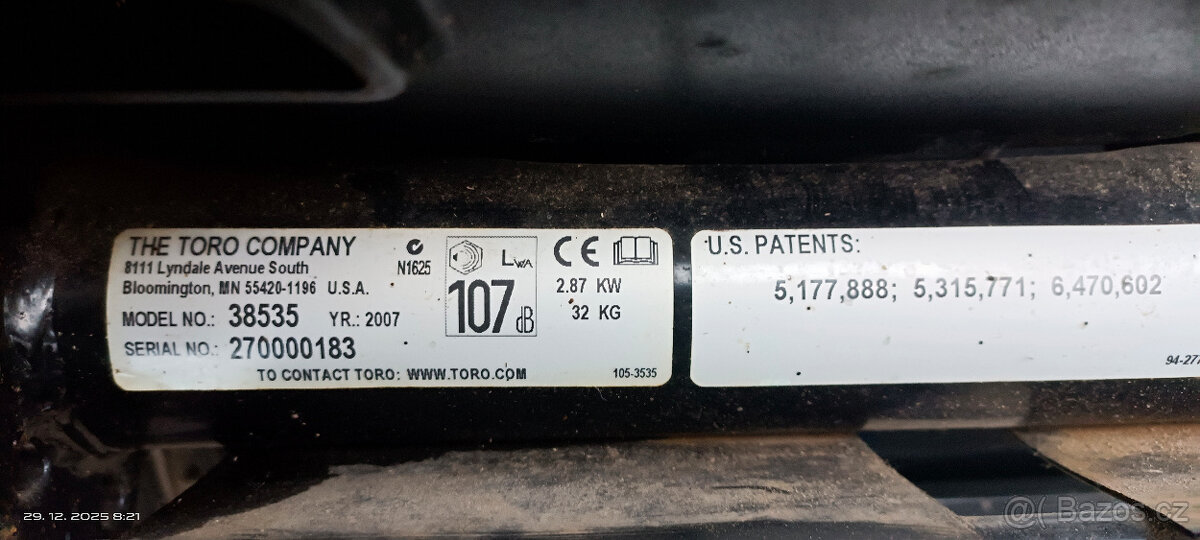 THE TORO COMPANY
8111 Lyndale Avenue South
Bloomington, MN 55420-1196 U.S.A.
MODEL NO.: 38535 YR.: 2007
SERIAL NO.: 270000183
TO CONTACT TORO: WWW.TORO.COM
N1625
LWA
107 dB
CE
2.87 KW
32 KG
105-3535
U.S. PATENTS:
5,177,888; 5,315,771; 6,470,602
29. 12. 2025 8:21
@( Bazos.cz